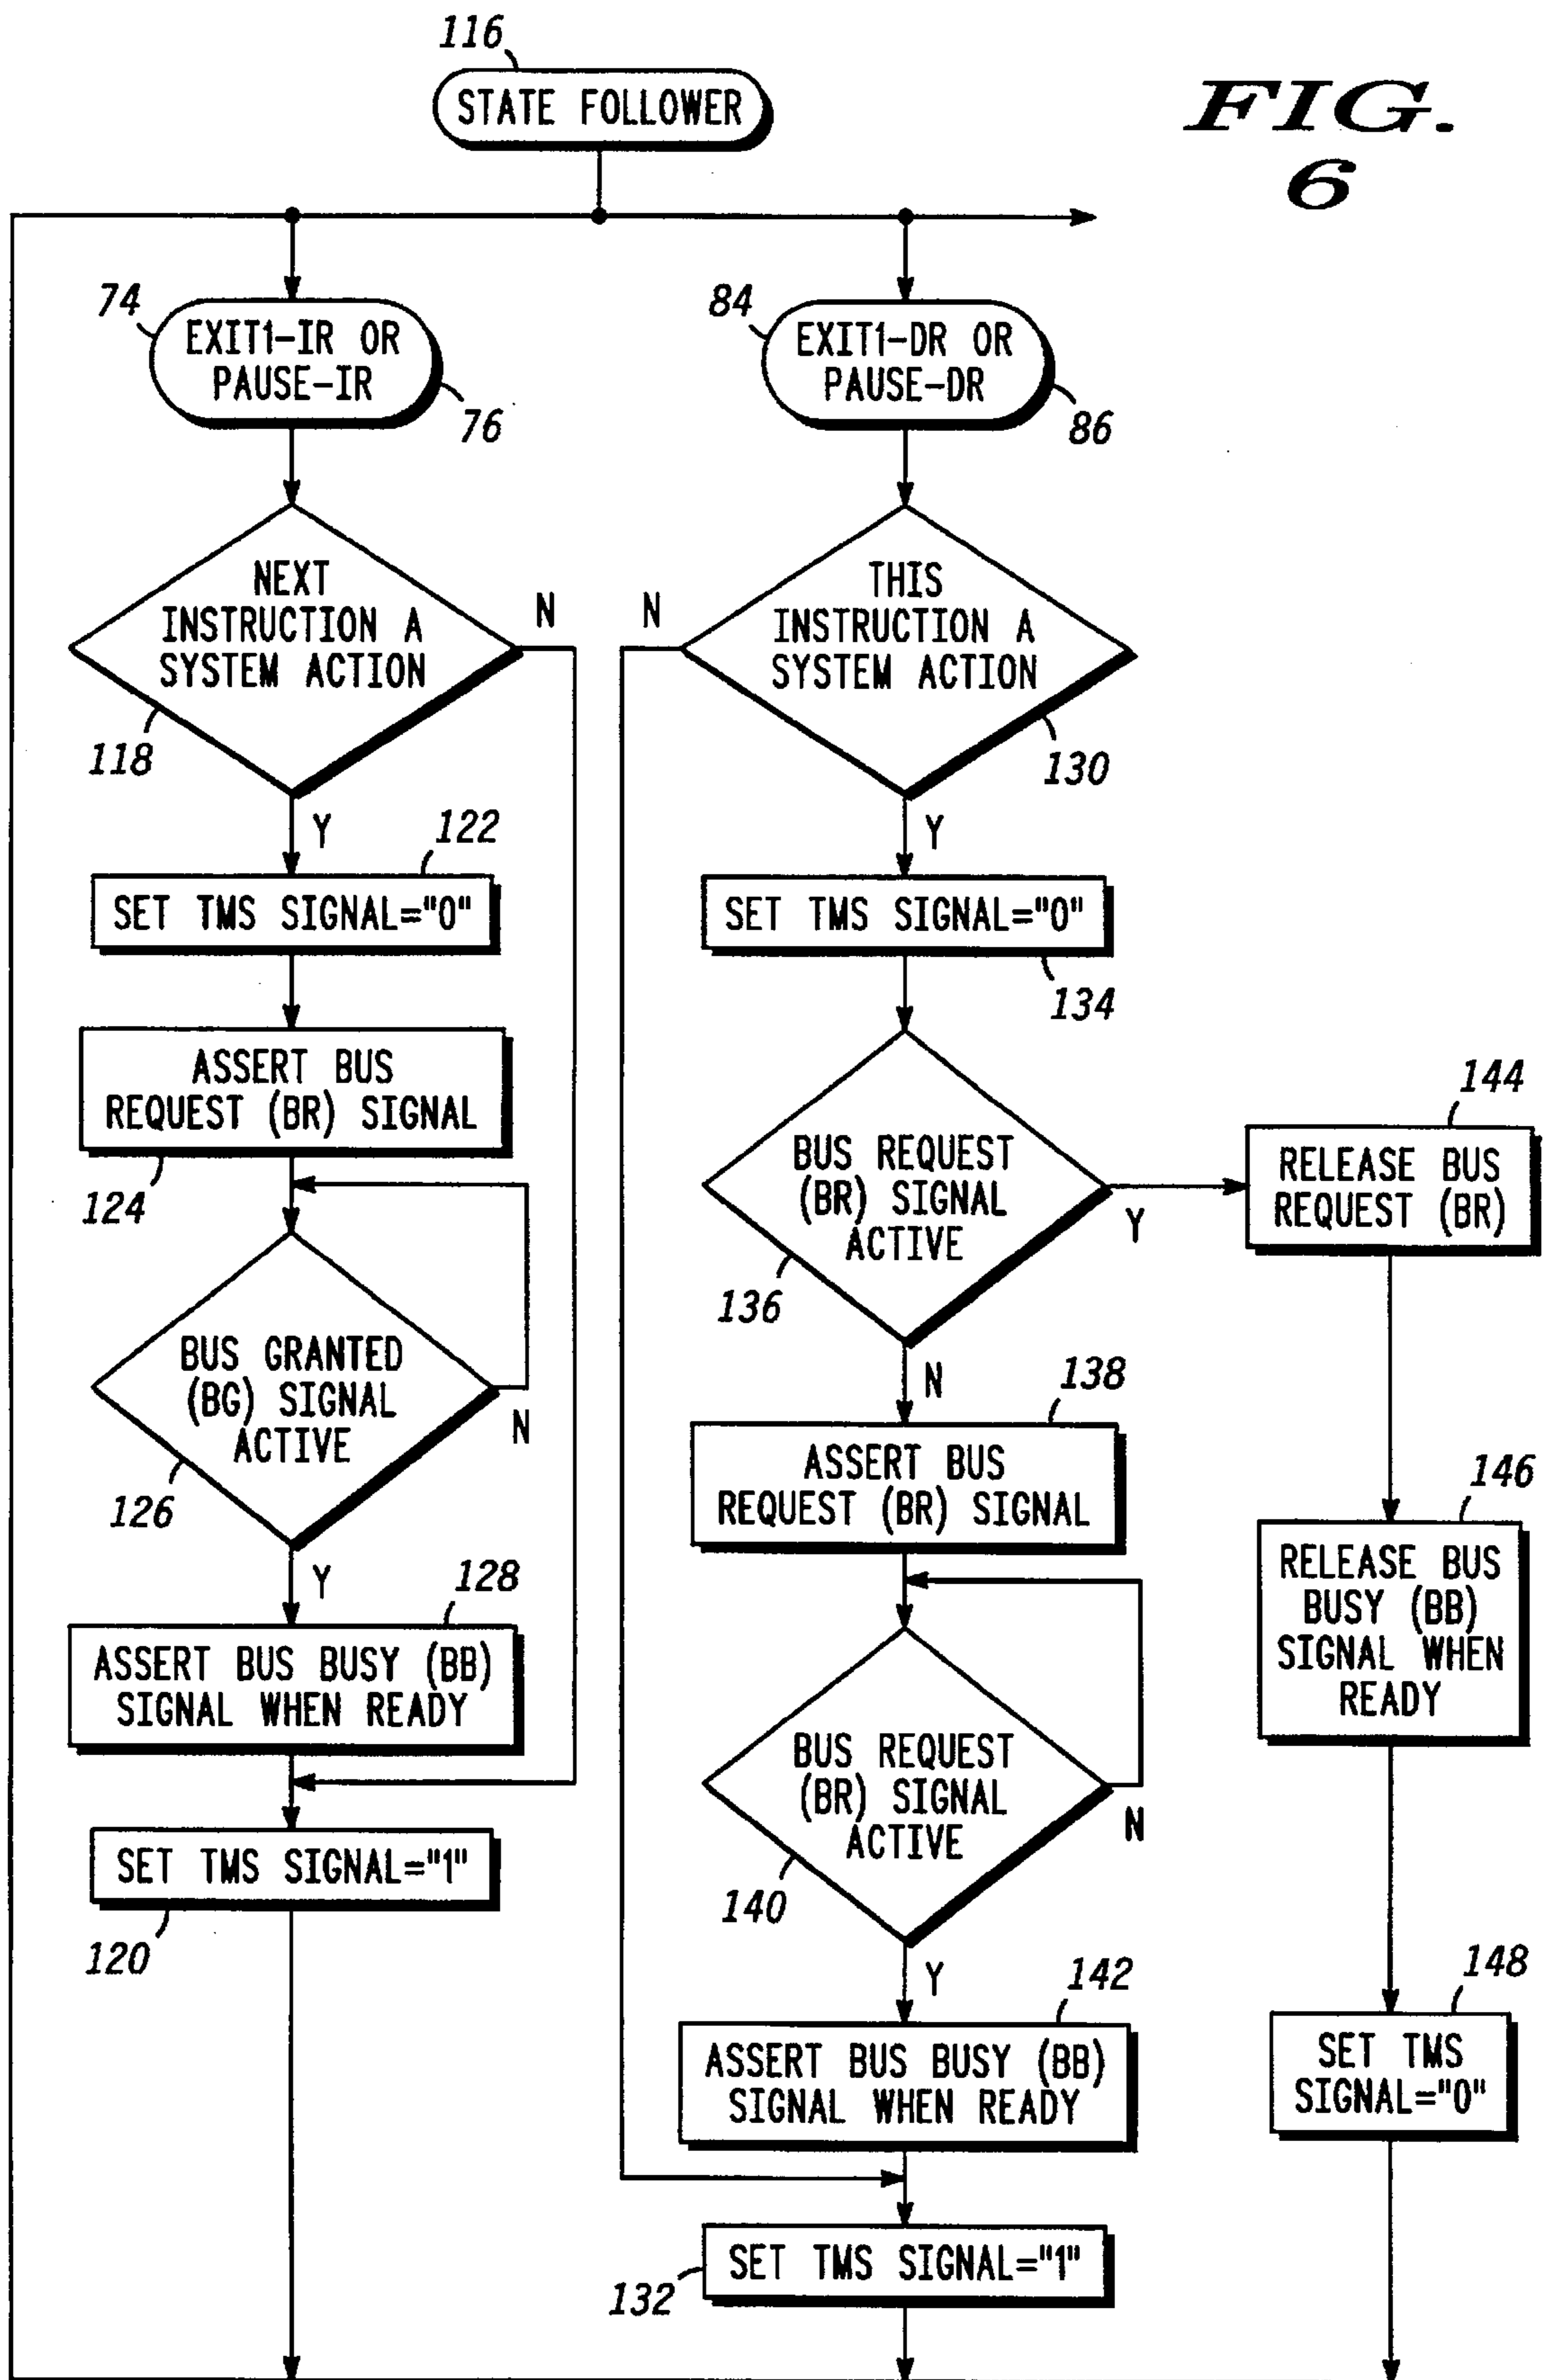 116
STATE FOLLOWER
FIG.
6
74
EXIT1-IR OR
PAUSE-IR
76
84
EXIT1-DR OR
PAUSE-DR
86
NEXT
INSTRUCTION A
SYSTEM ACTION
N
118
Y
N
THIS
INSTRUCTION A
SYSTEM ACTION
130
Y
122
SET TMS SIGNAL="0"
SET TMS SIGNAL="0"
134
ASSERT BUS
REQUEST (BR) SIGNAL
124
BUS REQUEST
(BR) SIGNAL
ACTIVE
136
Y
N
144
RELEASE BUS
REQUEST (BR)
BUS GRANTED
(BG) SIGNAL
ACTIVE
126
N
Y
138
ASSERT BUS
REQUEST (BR) SIGNAL
146
RELEASE BUS
BUSY (BB)
SIGNAL WHEN
READY
128
ASSERT BUS BUSY (BB)
SIGNAL WHEN READY
BUS REQUEST
(BR) SIGNAL
ACTIVE
140
N
Y
SET TMS SIGNAL="1"
120
142
ASSERT BUS BUSY (BB)
SIGNAL WHEN READY
148
SET TMS
SIGNAL="0"
SET TMS SIGNAL="1"
132